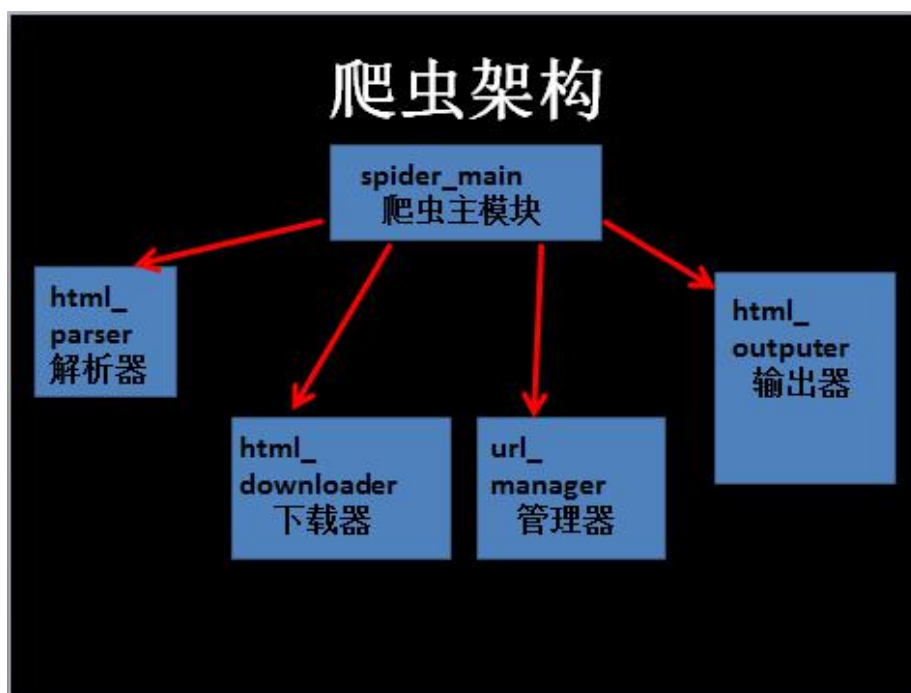 爬虫架构
spider_main
爬虫主模块
html_
parser
解析器
html_
downloader
下载器
url_
manager
管理器
html_
outputer
输出器